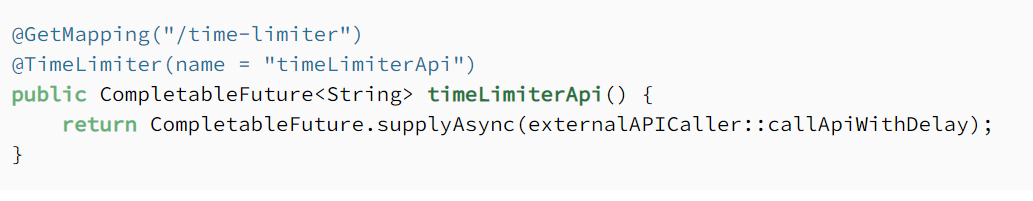 @GetMapping("/time-limiter")
@TimeLimiter(name = "timeLimiterApi")
public CompletableFuture<String> timeLimiterApi() {
    return CompletableFuture.supplyAsync(externalAPICaller::callApiWithDelay);
}